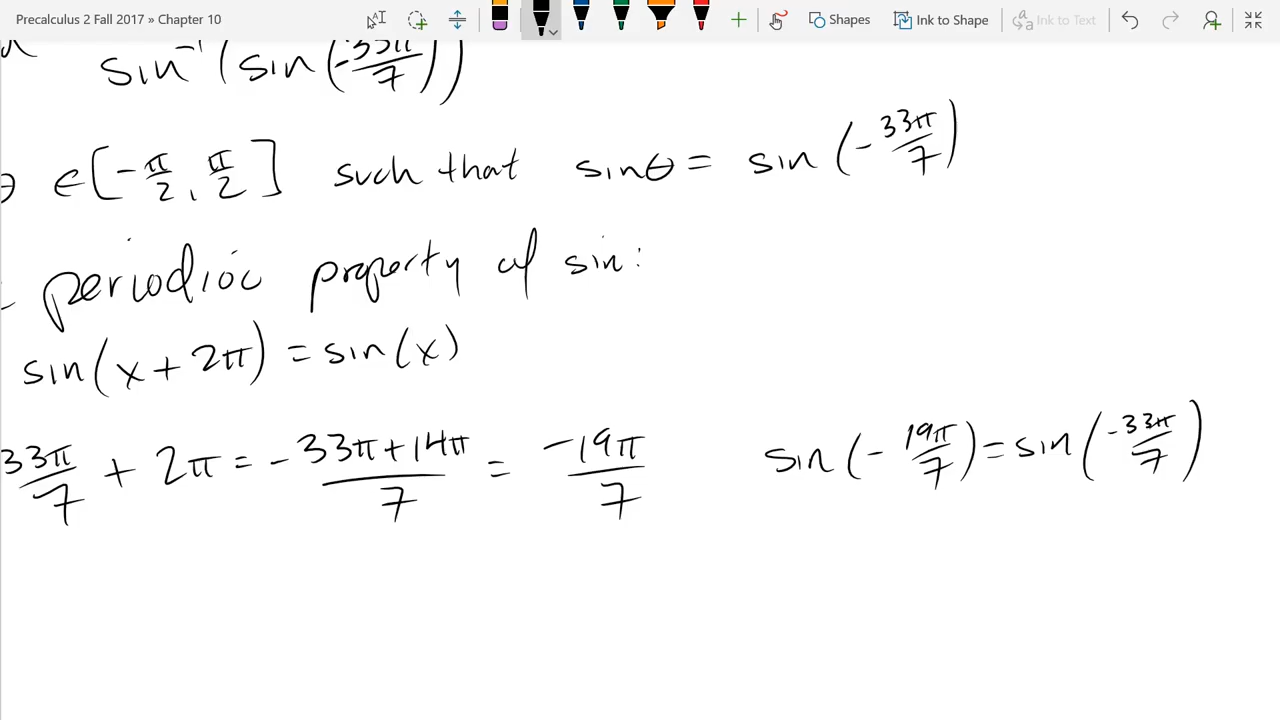 Precalculus 2 Fall 2017 » Chapter 10
Shapes
Ink to Shape
Ink to Text
sin⁻¹(sin(-33π/7))
θ ∈ [-π/2, π/2] such that sinθ = sin(-33π/7)
periodic property of sin:
sin(x + 2π) = sin(x)
33π/7 + 2π = -33π+14π/7 = -19π/7 sin(-19π/7) = sin(-33π/7)